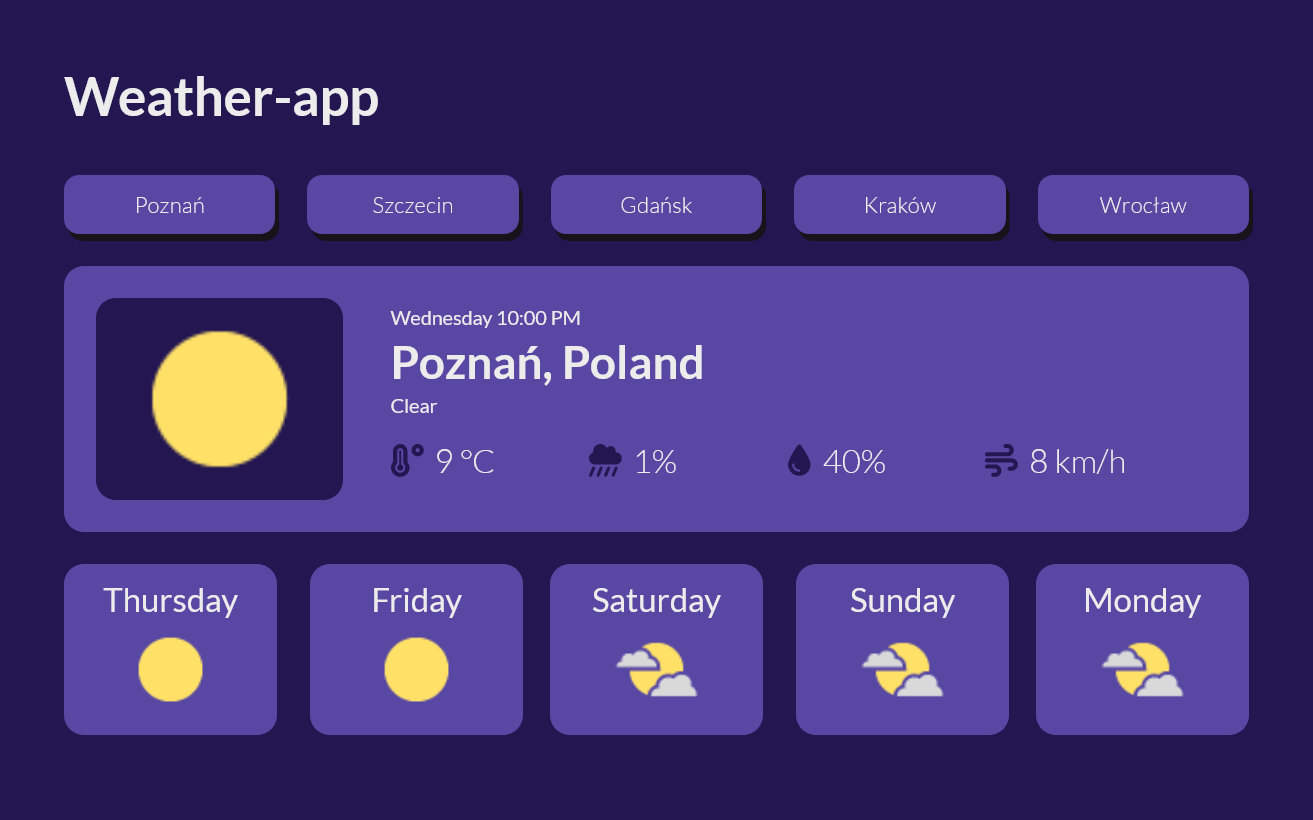 Weather-app
Poznań
Szczecin
Gdańsk
Kraków
Wrocław
Wednesday 10:00 PM
Poznań, Poland
Clear
9 °C
1%
40%
8 km/h
Thursday
Friday
Saturday
Sunday
Monday